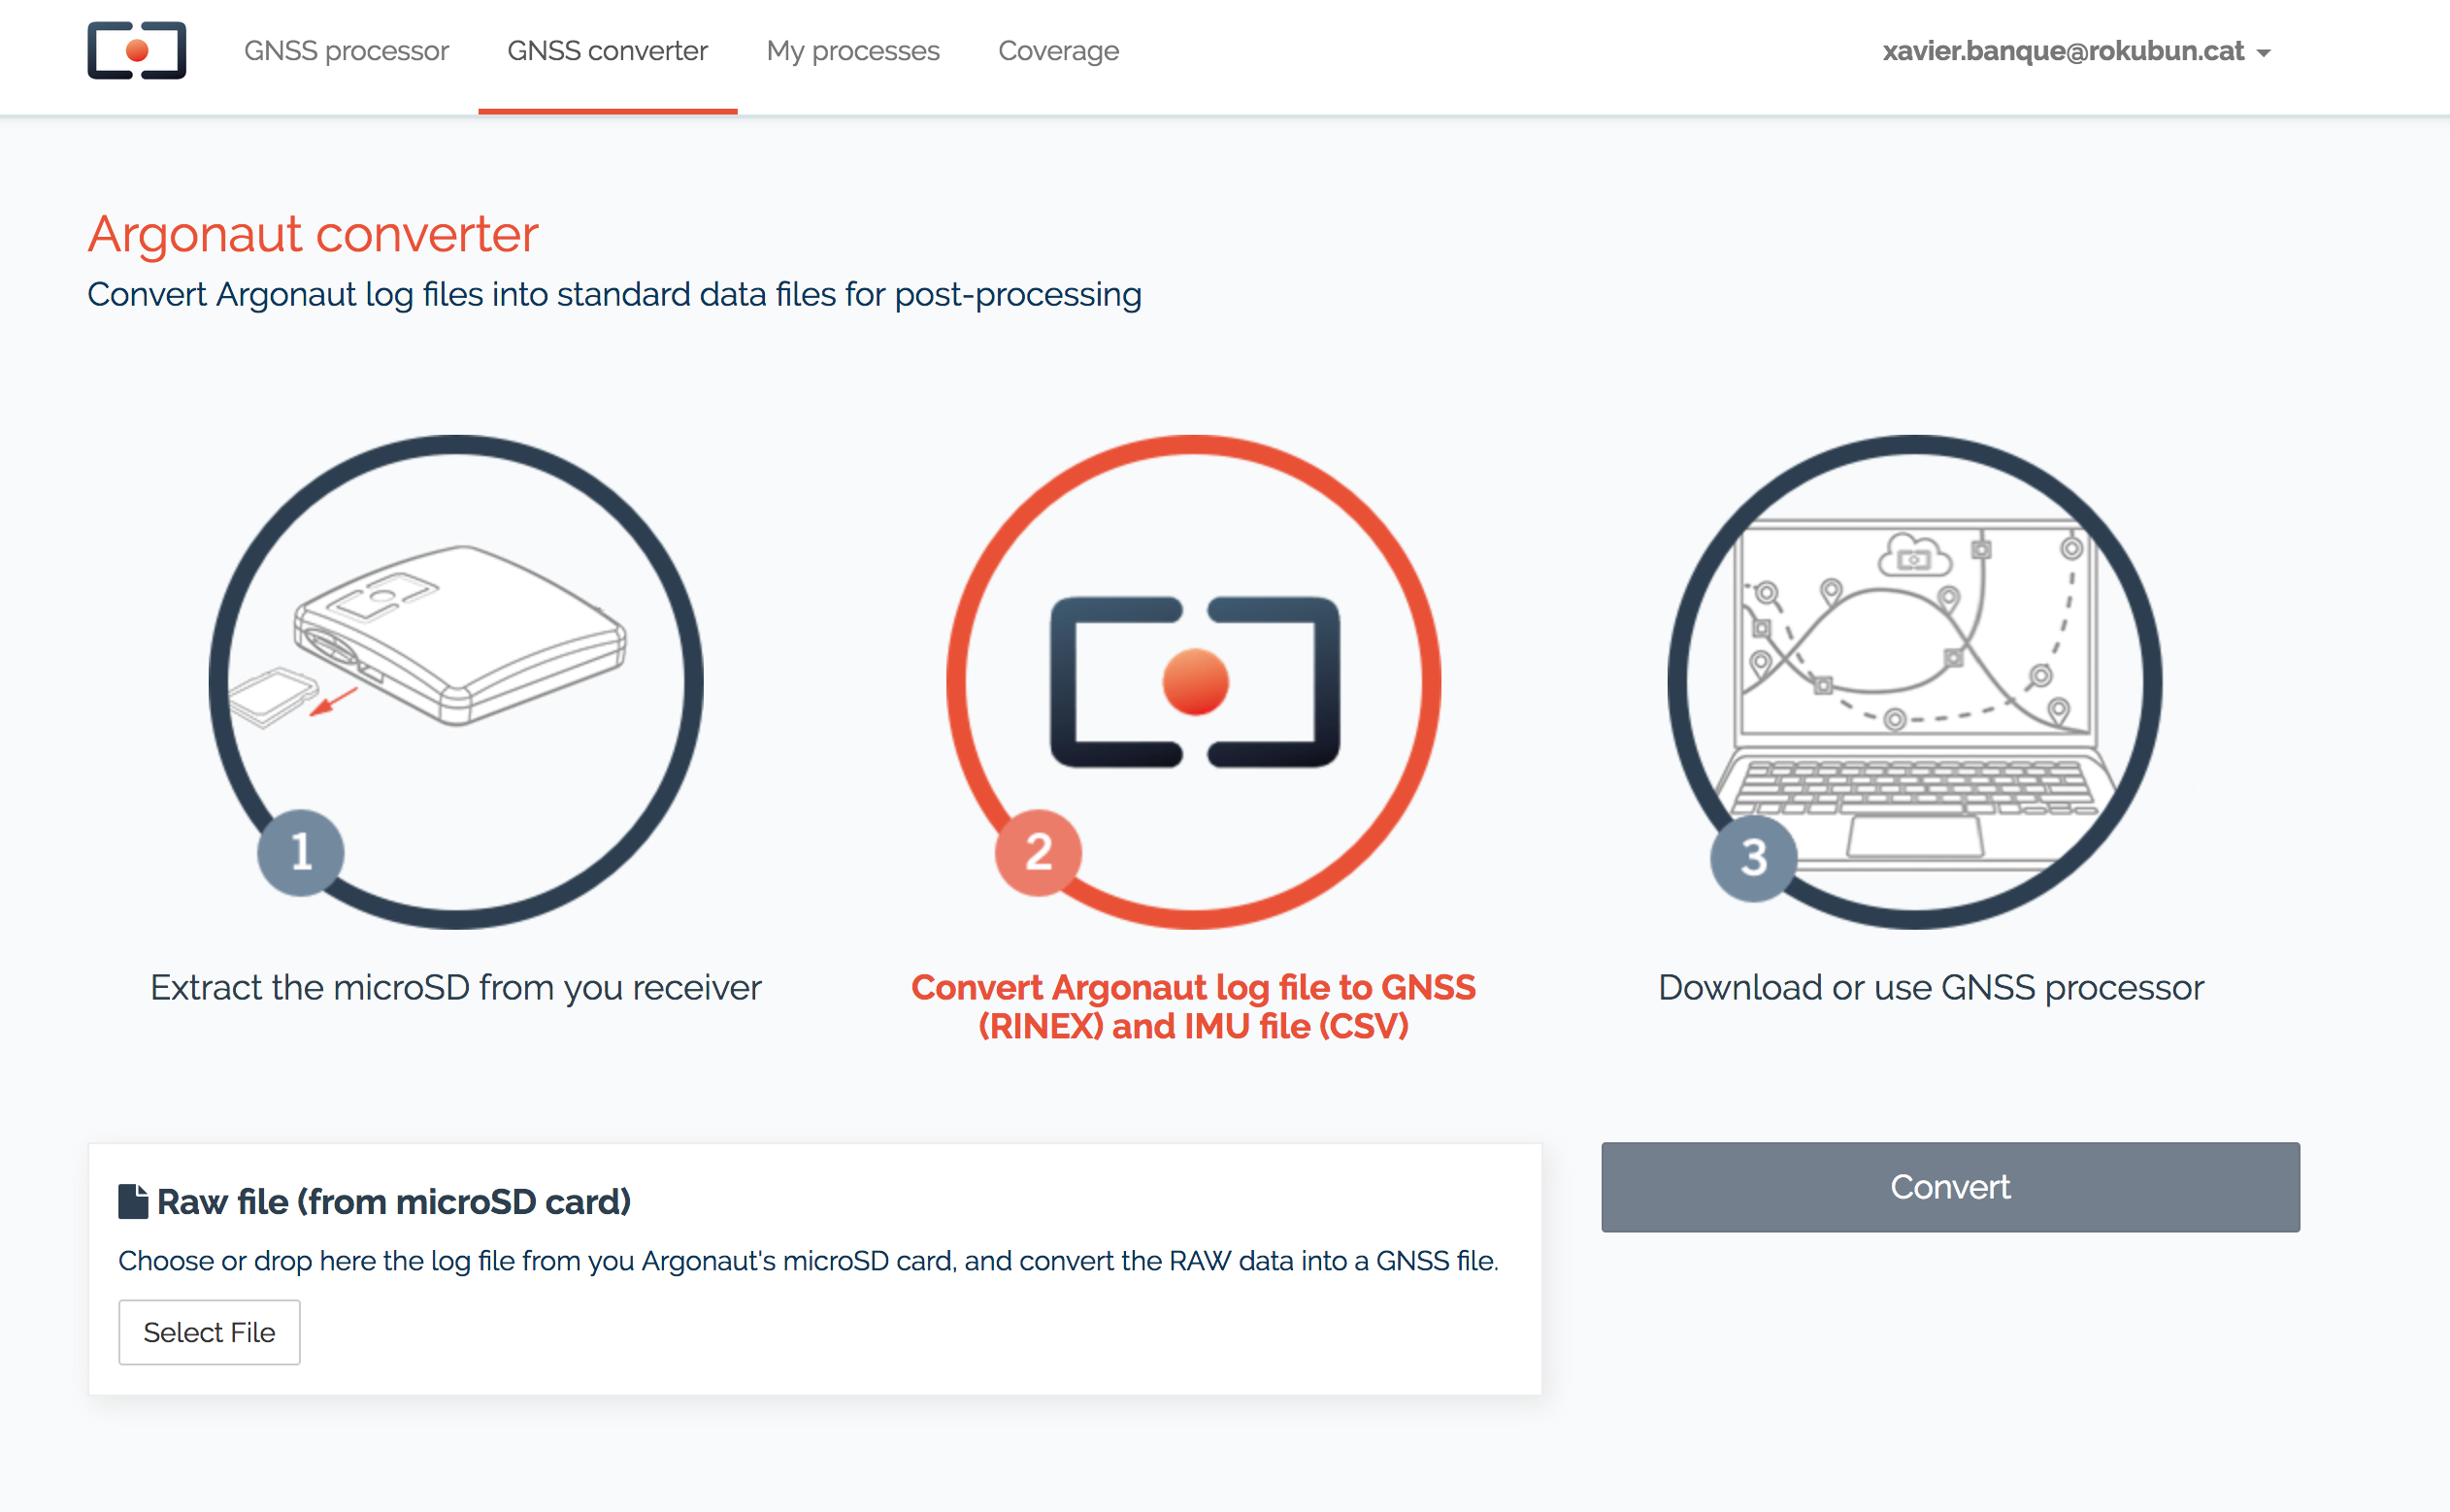 GNSS processor GNSS converter My processes Coverage xavier.banque@rokubun.cat
Argonaut converter
Convert Argonaut log files into standard data files for post-processing
1
2
3
Extract the microSD from you receiver
Convert Argonaut log file to GNSS
(RINEX) and IMU file (CSV)
Download or use GNSS processor
Raw file (from microSD card)
Choose or drop here the log file from you Argonaut's microSD card, and convert the RAW data into a GNSS file.
Select File
Convert